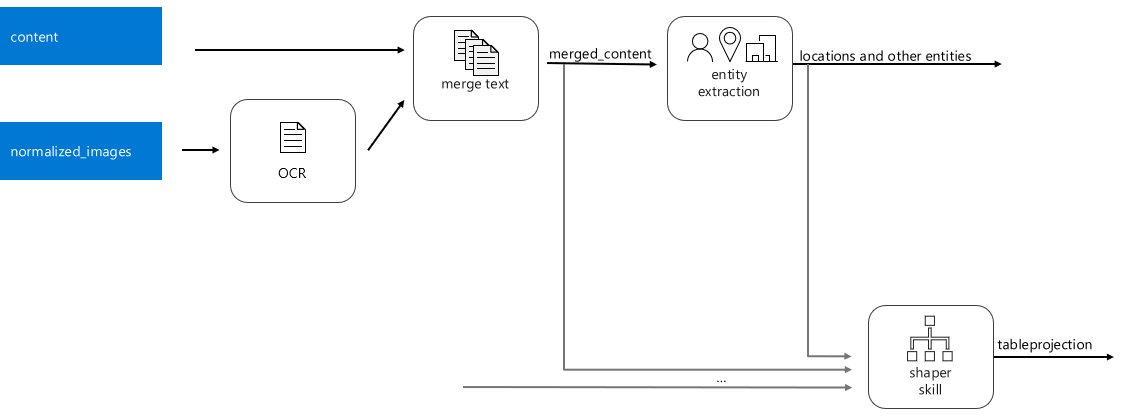 content
normalized_images
OCR
merge text
merged_content
entity
extraction
locations and other entities
...
shaper
skill
tableprojection